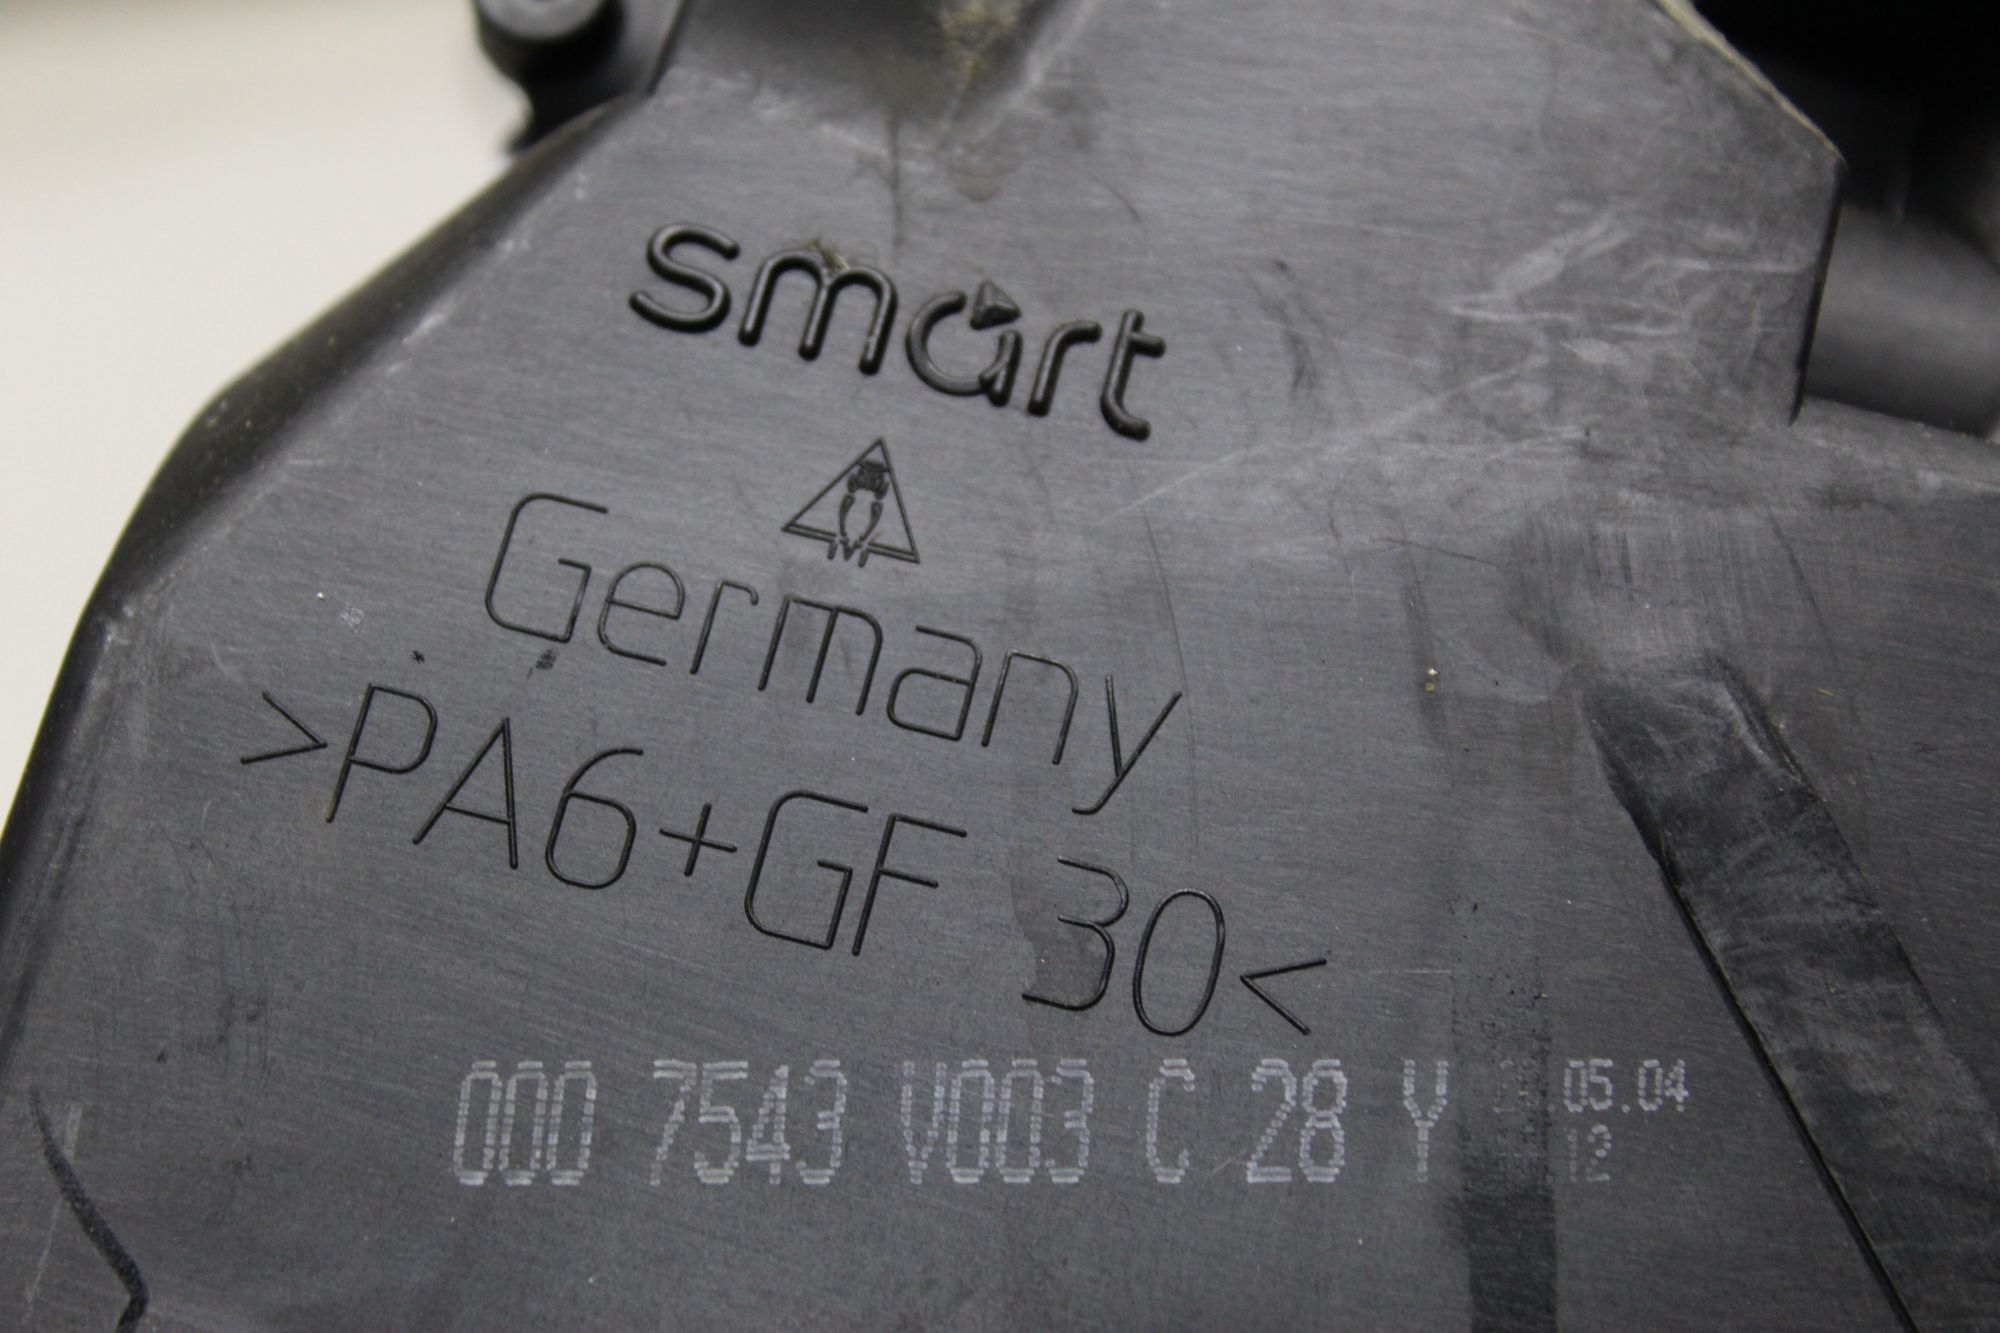 smart
Germany
>PA6+GF 30<
000 7543 V003 C 28 Y
.05.04
12